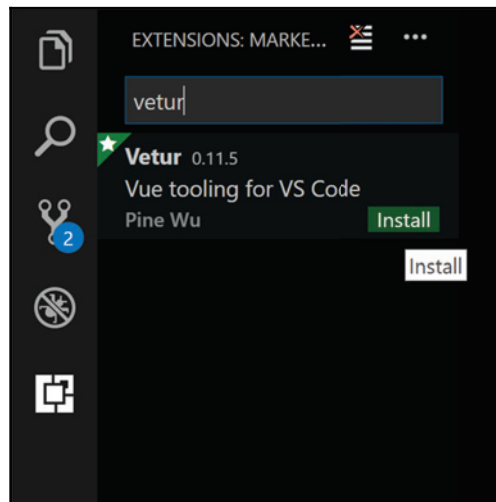 EXTENSIONS: MARKE...
vetur
Vetur 0.11.5
Vue tooling for VS Code
Pine Wu Install
Install
2